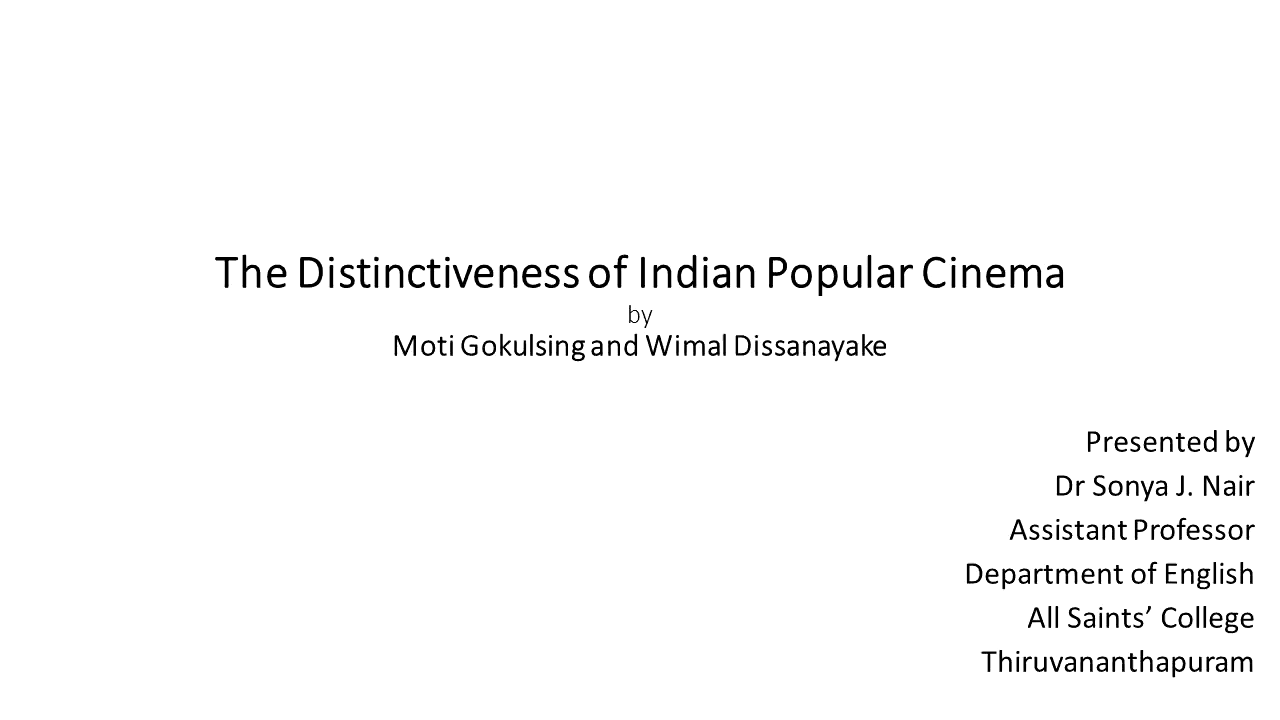 The Distinctiveness of Indian Popular Cinema
by
Moti Gokulsing and Wimal Dissanayake
Presented by
Dr Sonya J. Nair
Assistant Professor
Department of English
All Saints’ College
Thiruvananthapuram